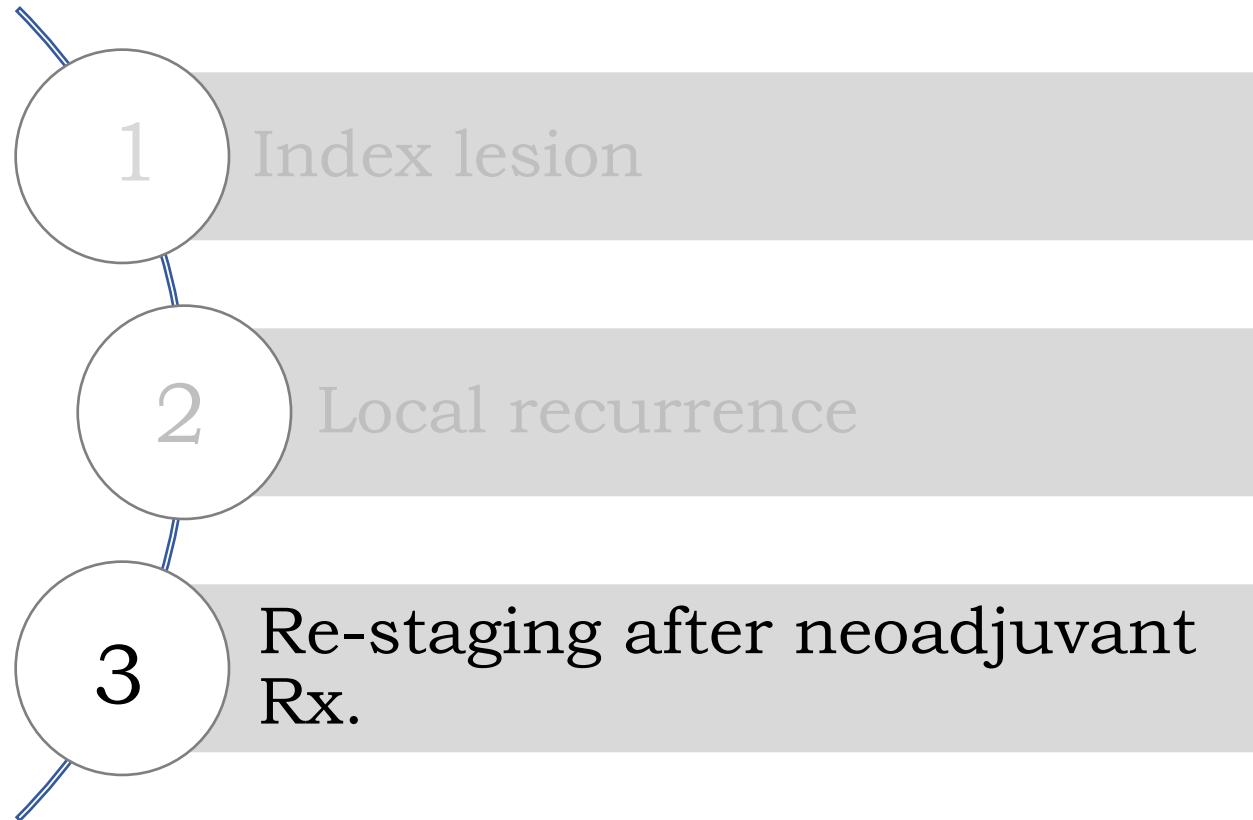 1
Index lesion
2
Local recurrence
3
Re-staging after neoadjuvant
Rx.